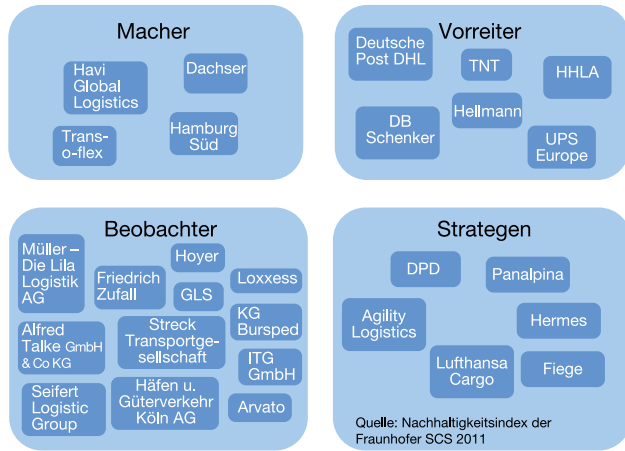 Macher
Havi
Global
Logistics
Dachser
Trans-
o-flex
Hamburg
Süd
Vorreiter
Deutsche
Post DHL
TNT
HHLA
DB
Schenker
Hellmann
UPS
Europe
Beobachter
Müller –
Die Lila
Logistik
AG
Friedrich
Zufall
Hoyer
GLS
Loxxess
Alfred
Talke GmbH
& Co KG
Streck
Transportge-
sellschaft
KG
Bursped
ITG
GmbH
Seifert
Logistic
Group
Häfen u.
Güterverkehr
Köln AG
Arvato
Strategen
DPD
Panalpina
Agility
Logistics
Hermes
Lufthansa
Cargo
Fiege
Quelle: Nachhaltigkeitsindex der
Fraunhofer SCS 2011